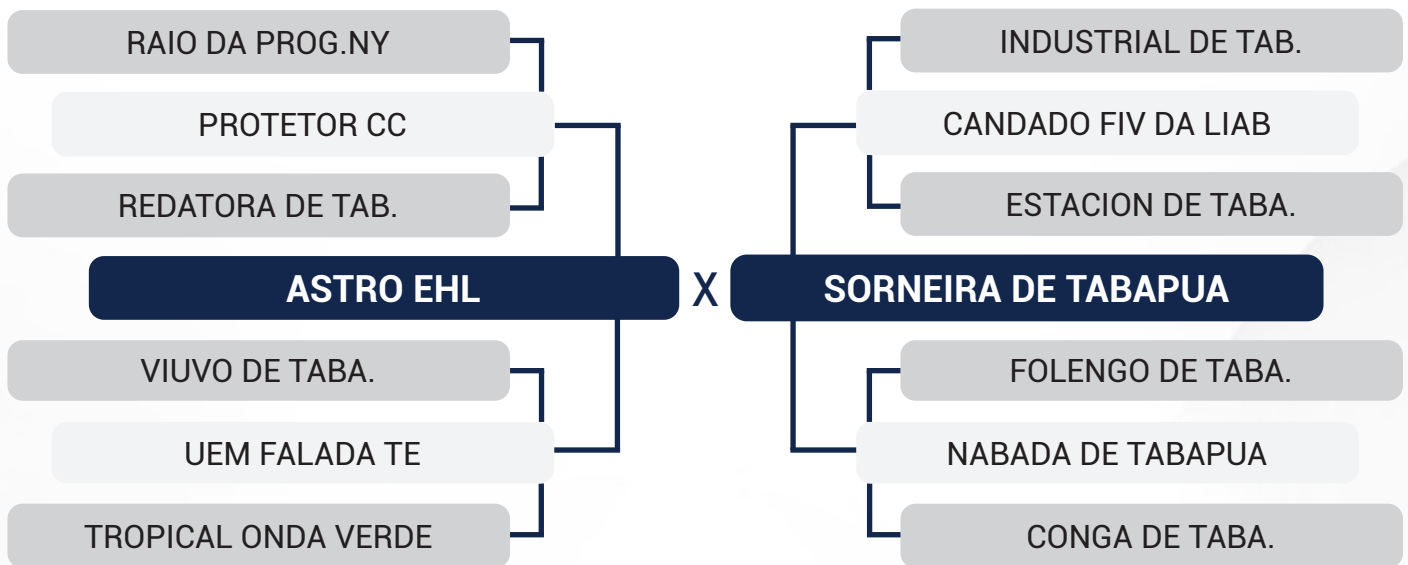 RAIO DA PROG.NY
PROTETOR CC
REDATORA DE TAB.
ASTRO EHL
VIUVO DE TABA.
UEM FALADA TE
TROPICAL ONDA VERDE
X
INDUSTRIAL DE TAB.
CANDADO FIV DA LIAB
ESTACION DE TABA.
SORNEIRA DE TABAPUA
FOLENGO DE TABA.
NABADA DE TABAPUA
CONGA DE TABA.